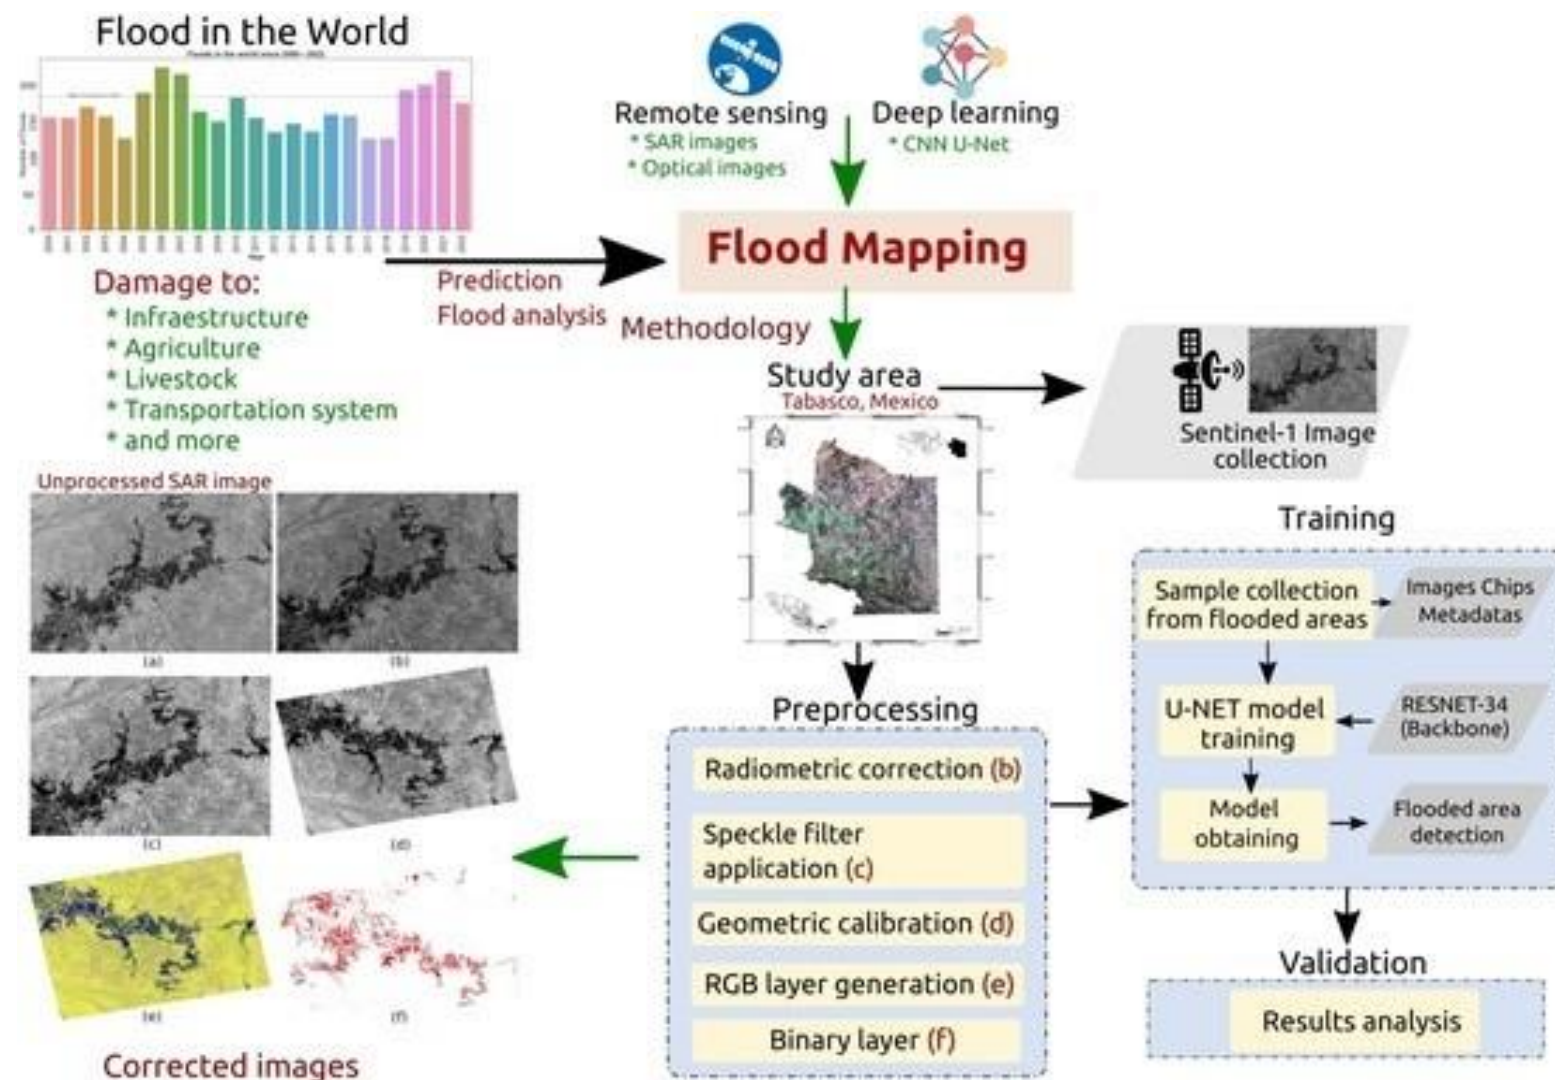 Flood in the World
Damage to:
* Infraestructure
* Agriculture
* Livestock
* Transportation system
* and more
Prediction
Flood analysis
Remote sensing
* SAR images
* Optical images
Deep learning
* CNN U-Net
Flood Mapping
Methodology
Study area
Tabasco, Mexico
Sentinel-1 Image
collection
Unprocessed SAR image
(a)
(b)
(c)
(d)
(e)
(f)
Corrected images
Preprocessing
Radiometric correction (b)
Speckle filter
application (c)
Geometric calibration (d)
RGB layer generation (e)
Binary layer (f)
Training
Sample collection
from flooded areas
Images Chips
Metadatas
U-NET model
training
RESNET-34
(Backbone)
Model
obtaining
Flooded area
detection
Validation
Results analysis